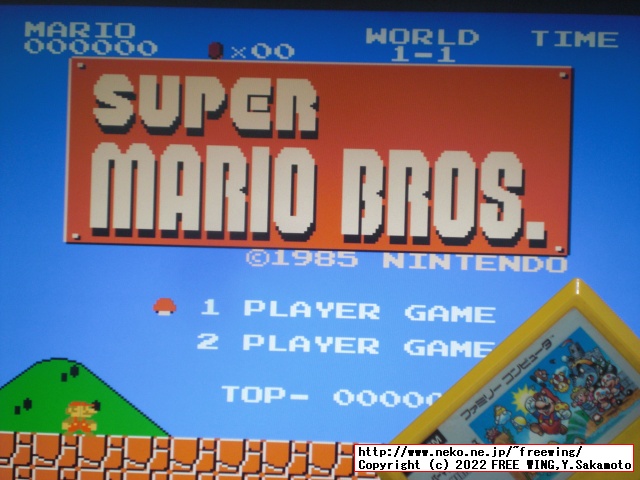 MARIO WORLD TIME
000000 ×00 1-1
SUPER
MARIO BROS.
©1985 NINTENDO
1 PLAYER GAME
2 PLAYER GAME
TOP- 0000
ファミリー コンピュータ
http://www.neko.ne.jp/~freewing/
Copyright (c) 2022 FREE WING,Y.Sakamoto